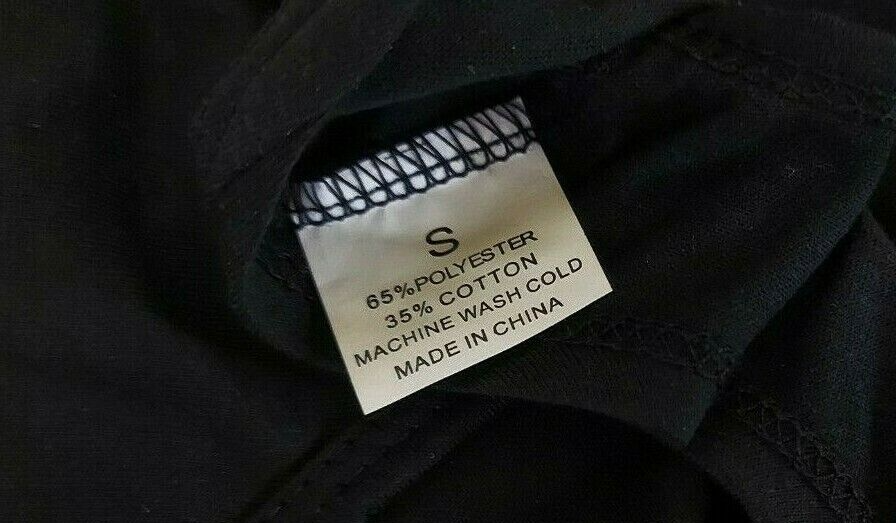 S
65%POLYESTER
35% COTTON
MACHINE WASH COLD
MADE IN CHINA